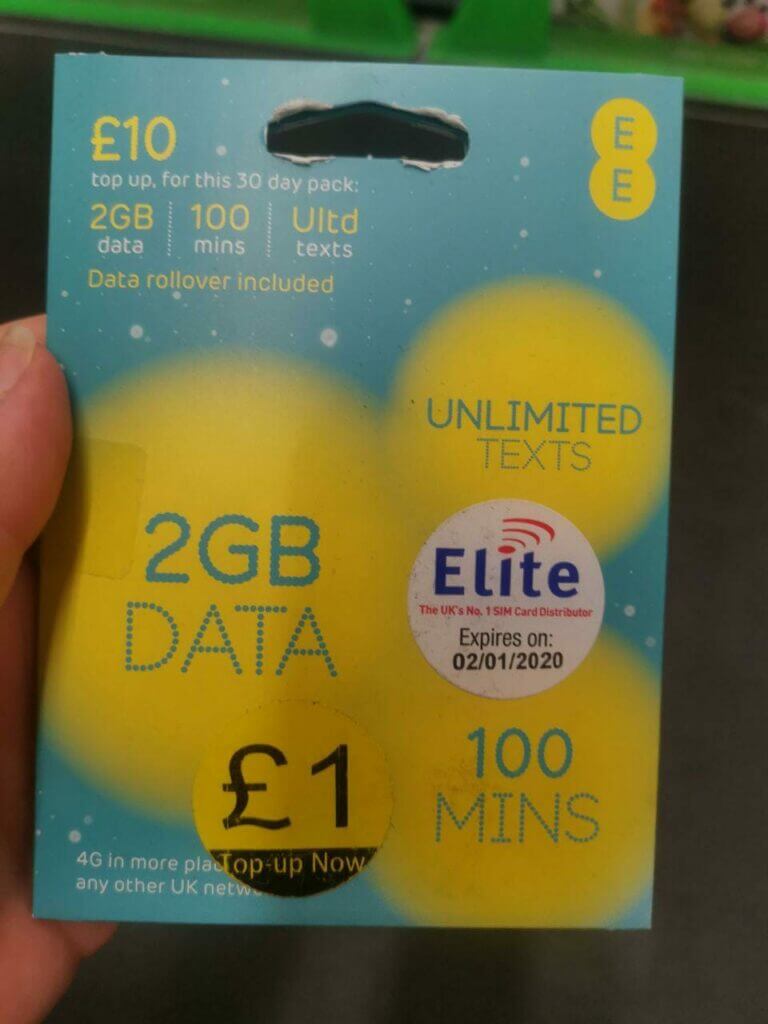 £10
top up, for this 30 day pack:
2GB 100 Ultd
data mins texts
Data rollover included
E
E
UNLIMITED
TEXTS
2GB
DATA
Elite
The UK's No. 1 SIM Card Distributor
Expires on:
02/01/2020
100
MINS
£1
Top-up Now
4G in more
any other UK